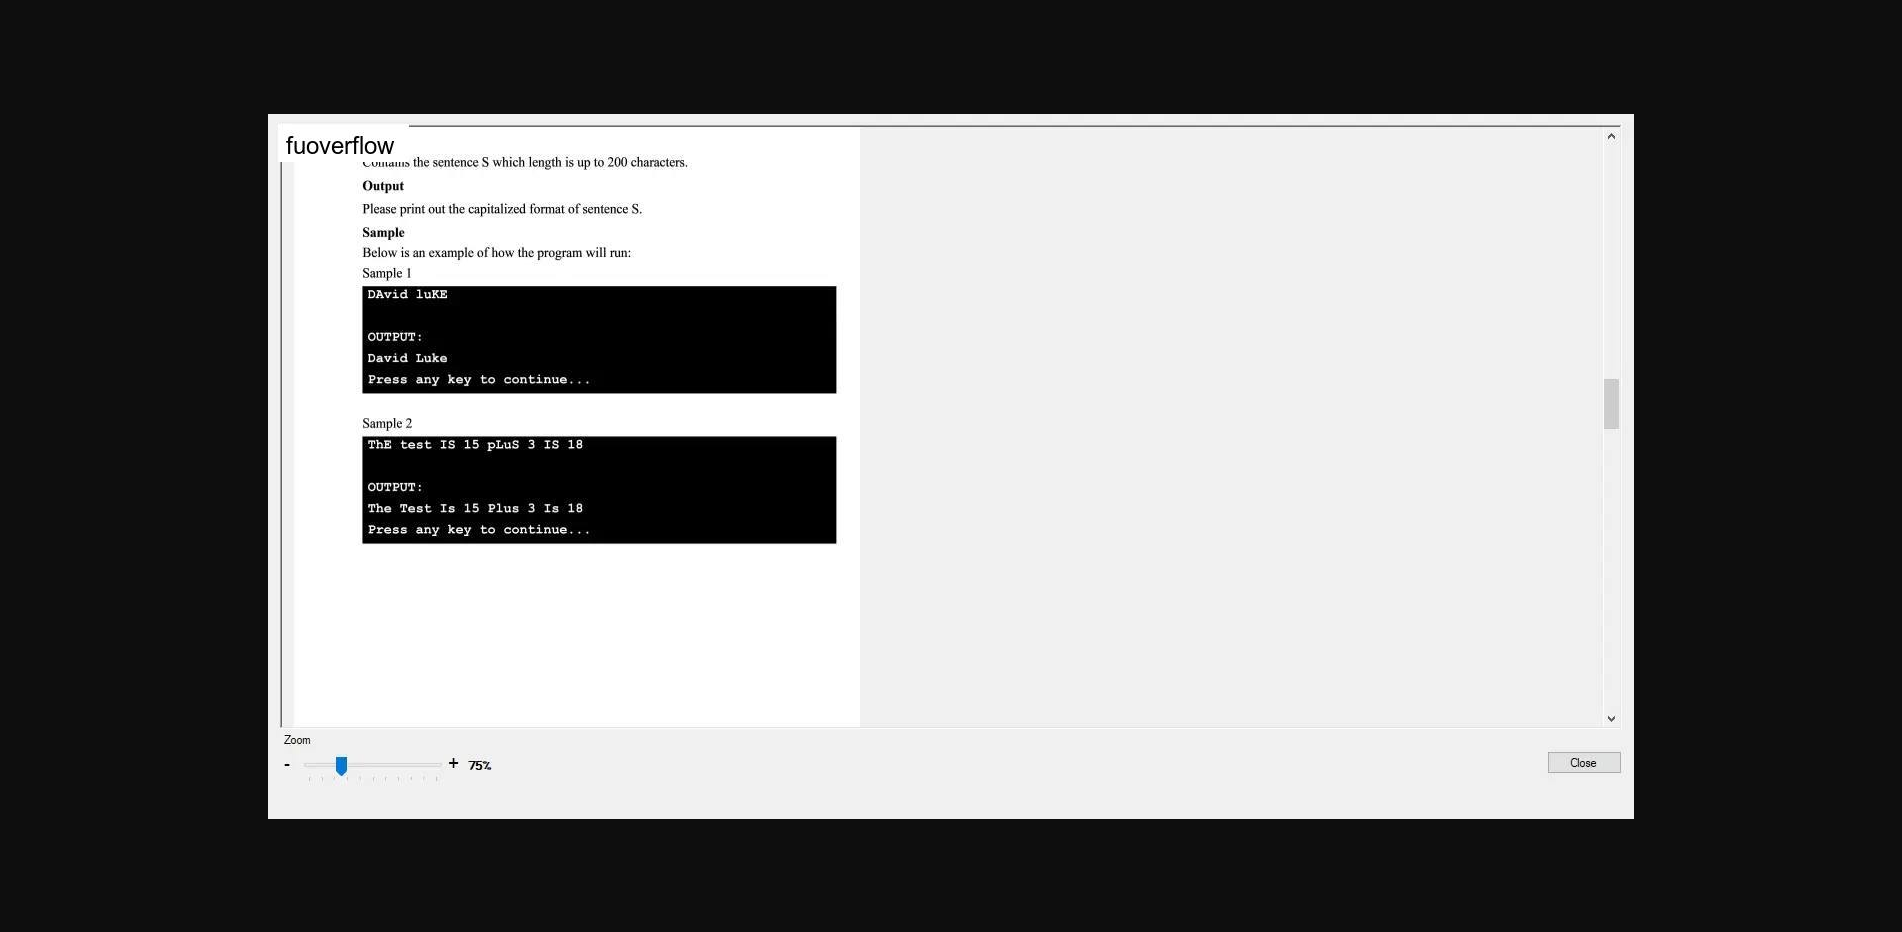 fuoverflow
Contains the sentence S which length is up to 200 characters.
Output
Please print out the capitalized format of sentence S.
Sample
Below is an example of how the program will run:
Sample 1
DAvid luKE
OUTPUT:
David Luke
Press any key to continue...
Sample 2
ThE test IS 15 pLuS 3 IS 18
OUTPUT:
The Test Is 15 Plus 3 Is 18
Press any key to continue...
Zoom
- + 75%
Close